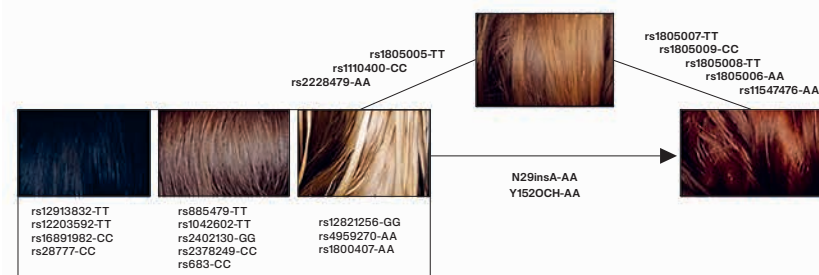 rs1805005-TT
rs1110400-CC
rs2228479-AA
rs1805007-TT
rs1805009-CC
rs1805008-TT
rs1805006-AA
rs11547476-AA
N29insA-AA
Y152OCH-AA
rs12913832-TT
rs12203592-TT
rs16891982-CC
rs28777-CC
rs885479-TT
rs1042602-TT
rs2402130-GG
rs2378249-CC
rs683-CC
rs12821256-GG
rs4959270-AA
rs1800407-AA